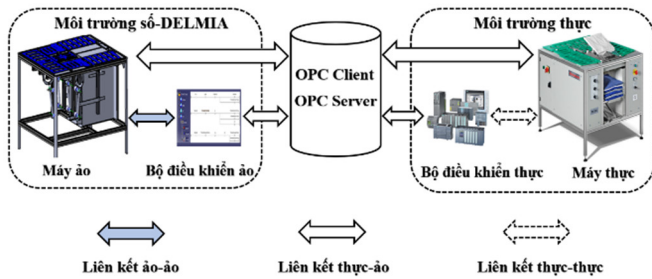 Môi trường số-DELMIA
Môi trường thực
OPC Client
OPC Server
Máy ảo
Bộ điều khiển ảo
Bộ điều khiển thực
Máy thực
Liên kết ảo-ảo
Liên kết thực-ảo
Liên kết thực-thực